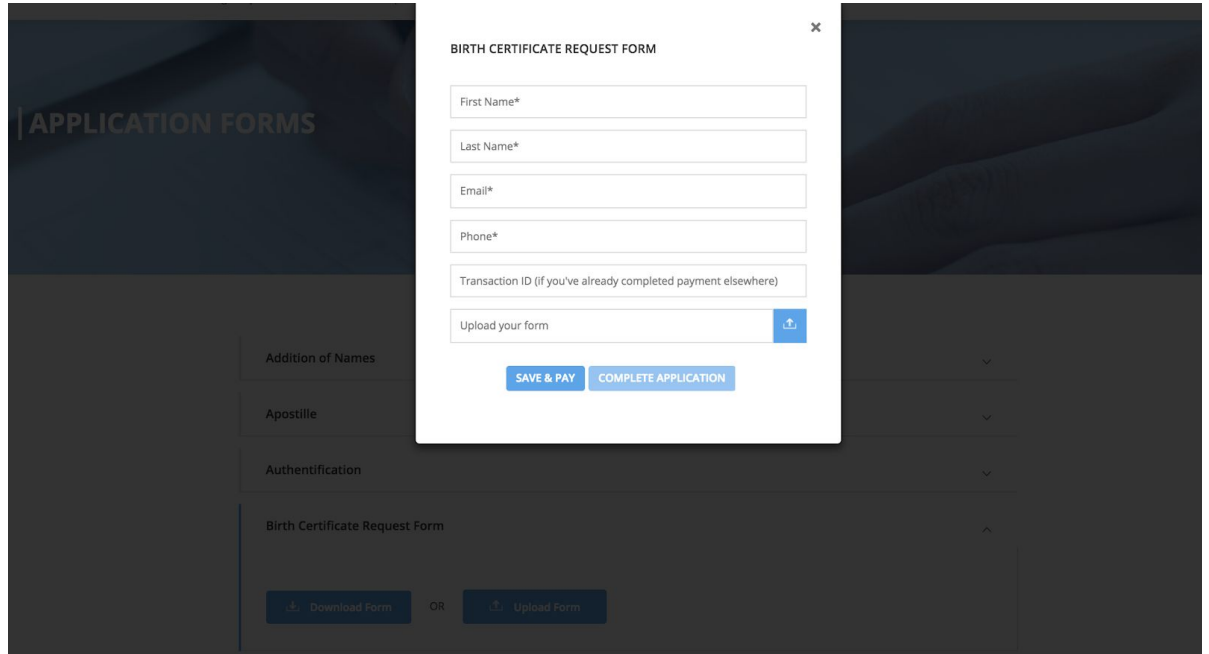 ×
BIRTH CERTIFICATE REQUEST FORM
First Name*
Last Name*
Email*
Phone*
Transaction ID (if you've already completed payment elsewhere)
Upload your form
SAVE & PAY COMPLETE APPLICATION
APPLICATION FORMS
Addition of Names
Apostille
Authentification
Birth Certificate Request Form
Download Form OR Upload Form